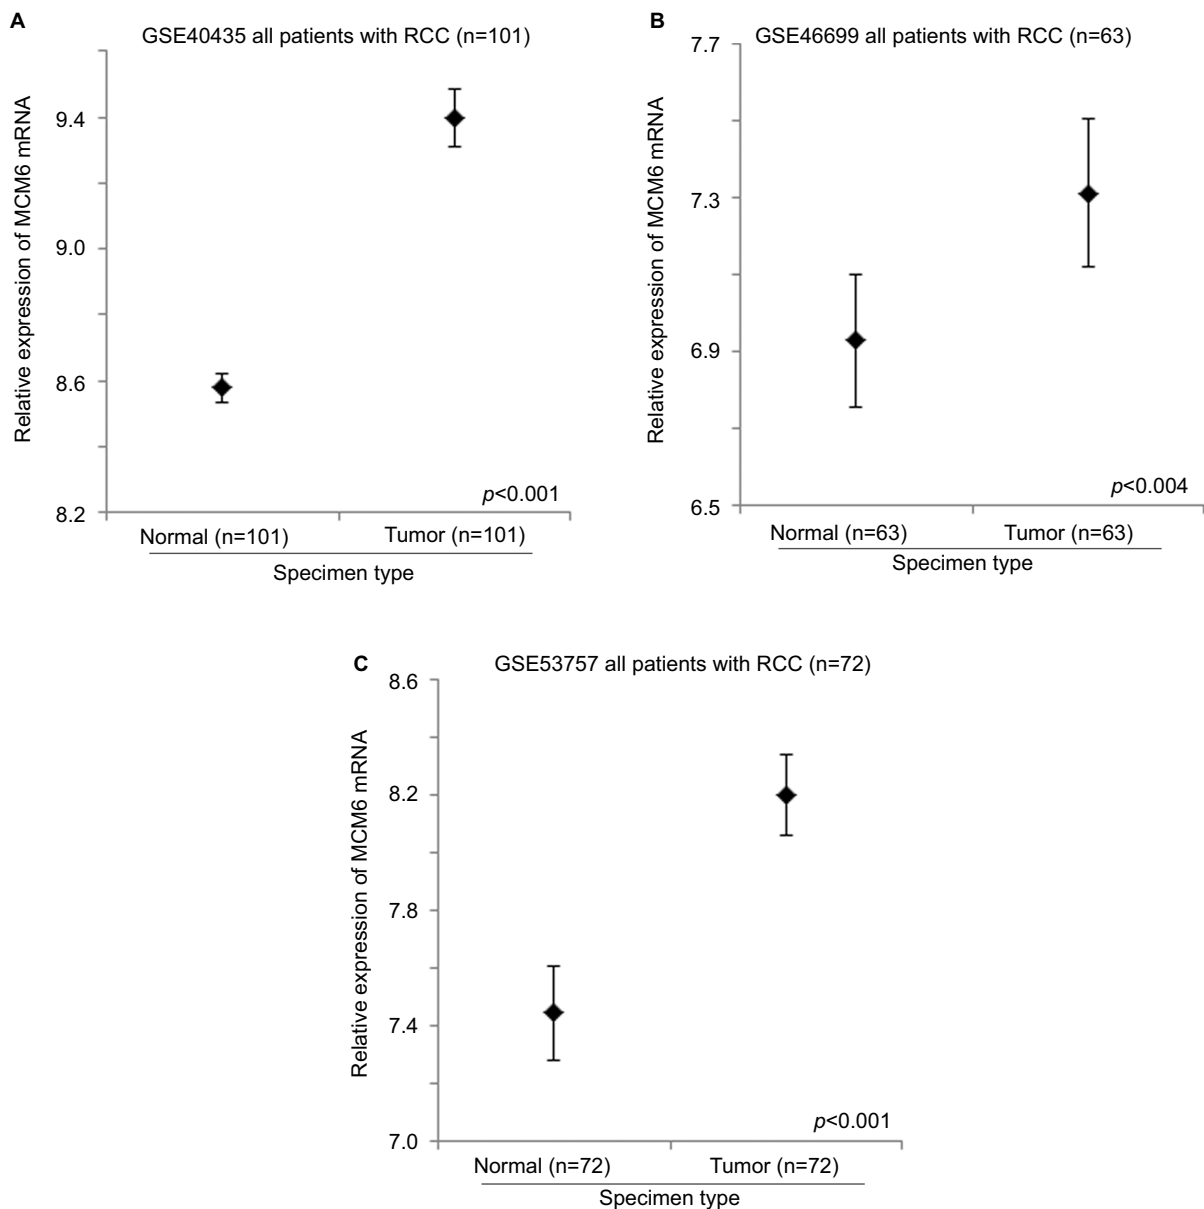 A
GSE40435 all patients with RCC (n=101)
Relative expression of MCM6 mRNA
9.4
9.0
8.6
8.2
p<0.001
Normal (n=101)
Tumor (n=101)
Specimen type
B
GSE46699 all patients with RCC (n=63)
Relative expression of MCM6 mRNA
7.7
7.3
6.9
6.5
p<0.004
Normal (n=63)
Tumor (n=63)
Specimen type
C
GSE53757 all patients with RCC (n=72)
Relative expression of MCM6 mRNA
8.6
8.2
7.8
7.4
7.0
p<0.001
Normal (n=72)
Tumor (n=72)
Specimen type